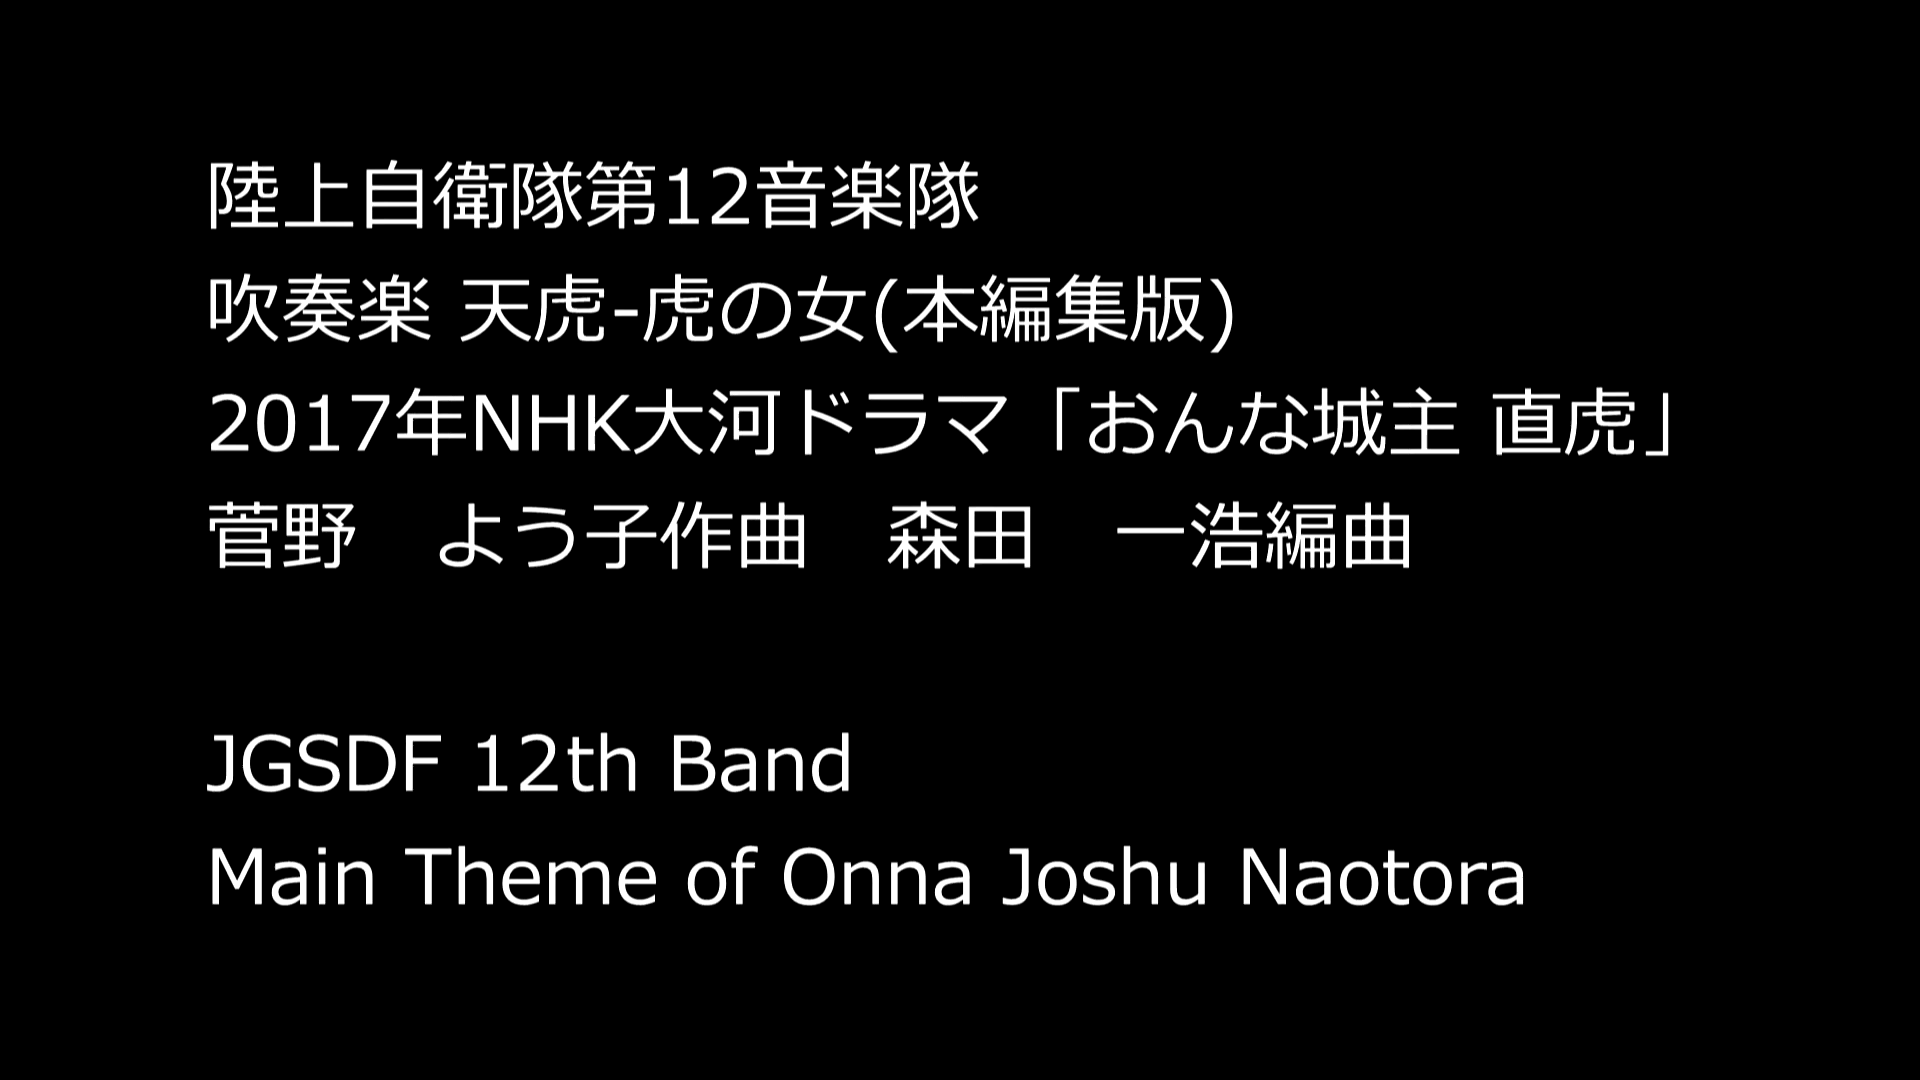 陸上自衛隊第12音楽隊
吹奏楽 天虎-虎の女(本編集版)
2017年NHK大河ドラマ「おんな城主 直虎」
菅野　よう子作曲　森田　一浩編曲
JGSDF 12th Band
Main Theme of Onna Joshu Naotora